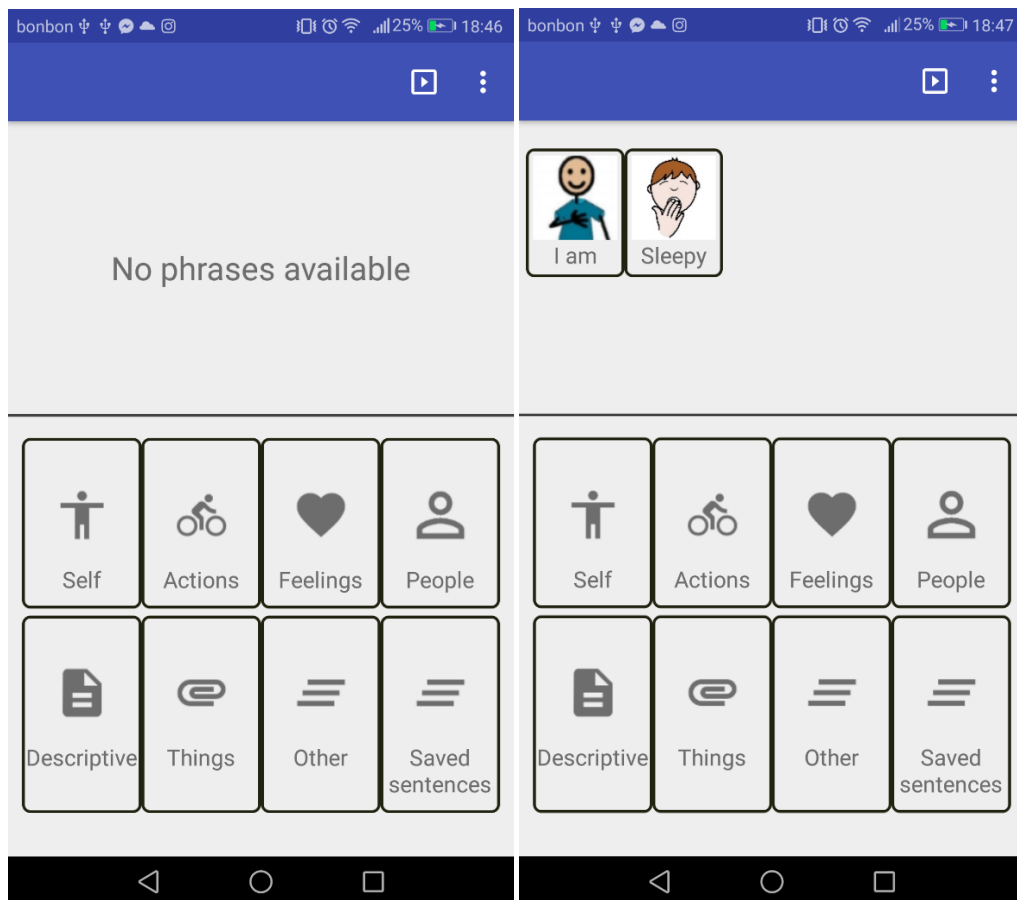 bonbon 25% 18:46
No phrases available
Self Actions Feelings People
Descriptive Things Other Saved
sentences
bonbon 25% 18:47
I am Sleepy
Self Actions Feelings People
Descriptive Things Other Saved
sentences